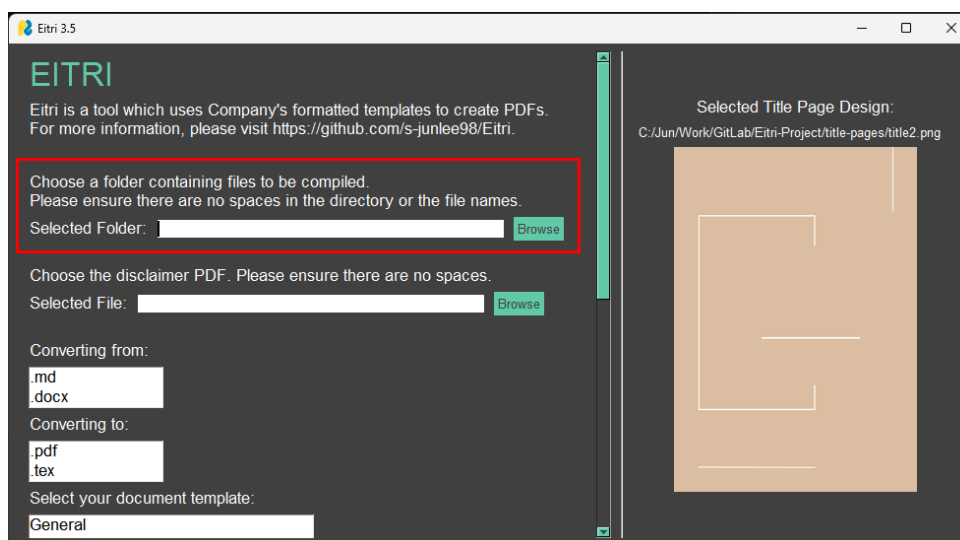 Eitri 3.5
EITRI
Eitri is a tool which uses Company's formatted templates to create PDFs.
For more information, please visit https://github.com/s-junlee98/Eitri.
Choose a folder containing files to be compiled.
Please ensure there are no spaces in the directory or the file names.
Selected Folder:
Browse
Choose the disclaimer PDF. Please ensure there are no spaces.
Selected File:
Browse
Converting from:
.md
.docx
Converting to:
.pdf
.tex
Select your document template:
General
Selected Title Page Design:
C:/Jun/Work/GitLab/Eitri-Project/title-pages/title2.png